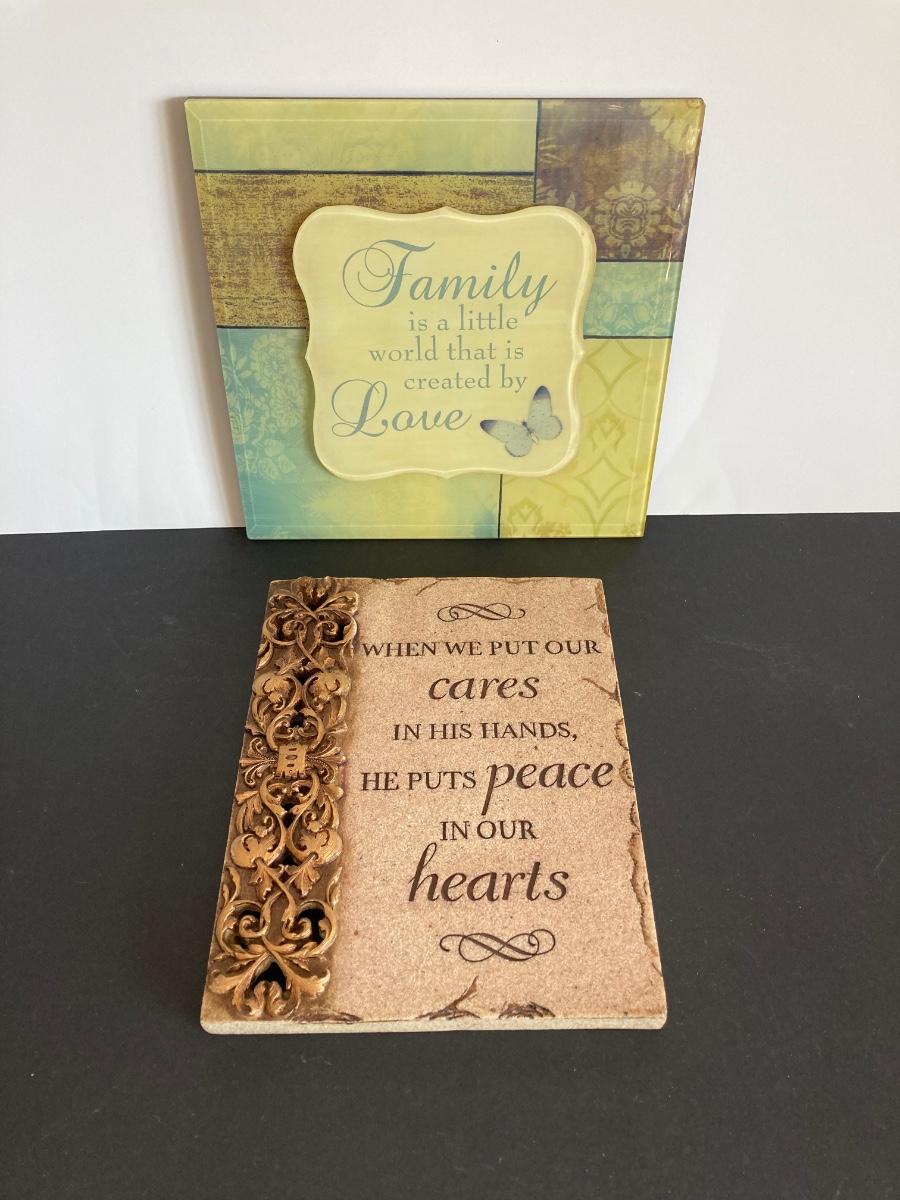 Family
is a little
world that is
created by
Love
WHEN WE PUT OUR
cares
IN HIS HANDS,
HE PUTS peace
IN OUR
hearts